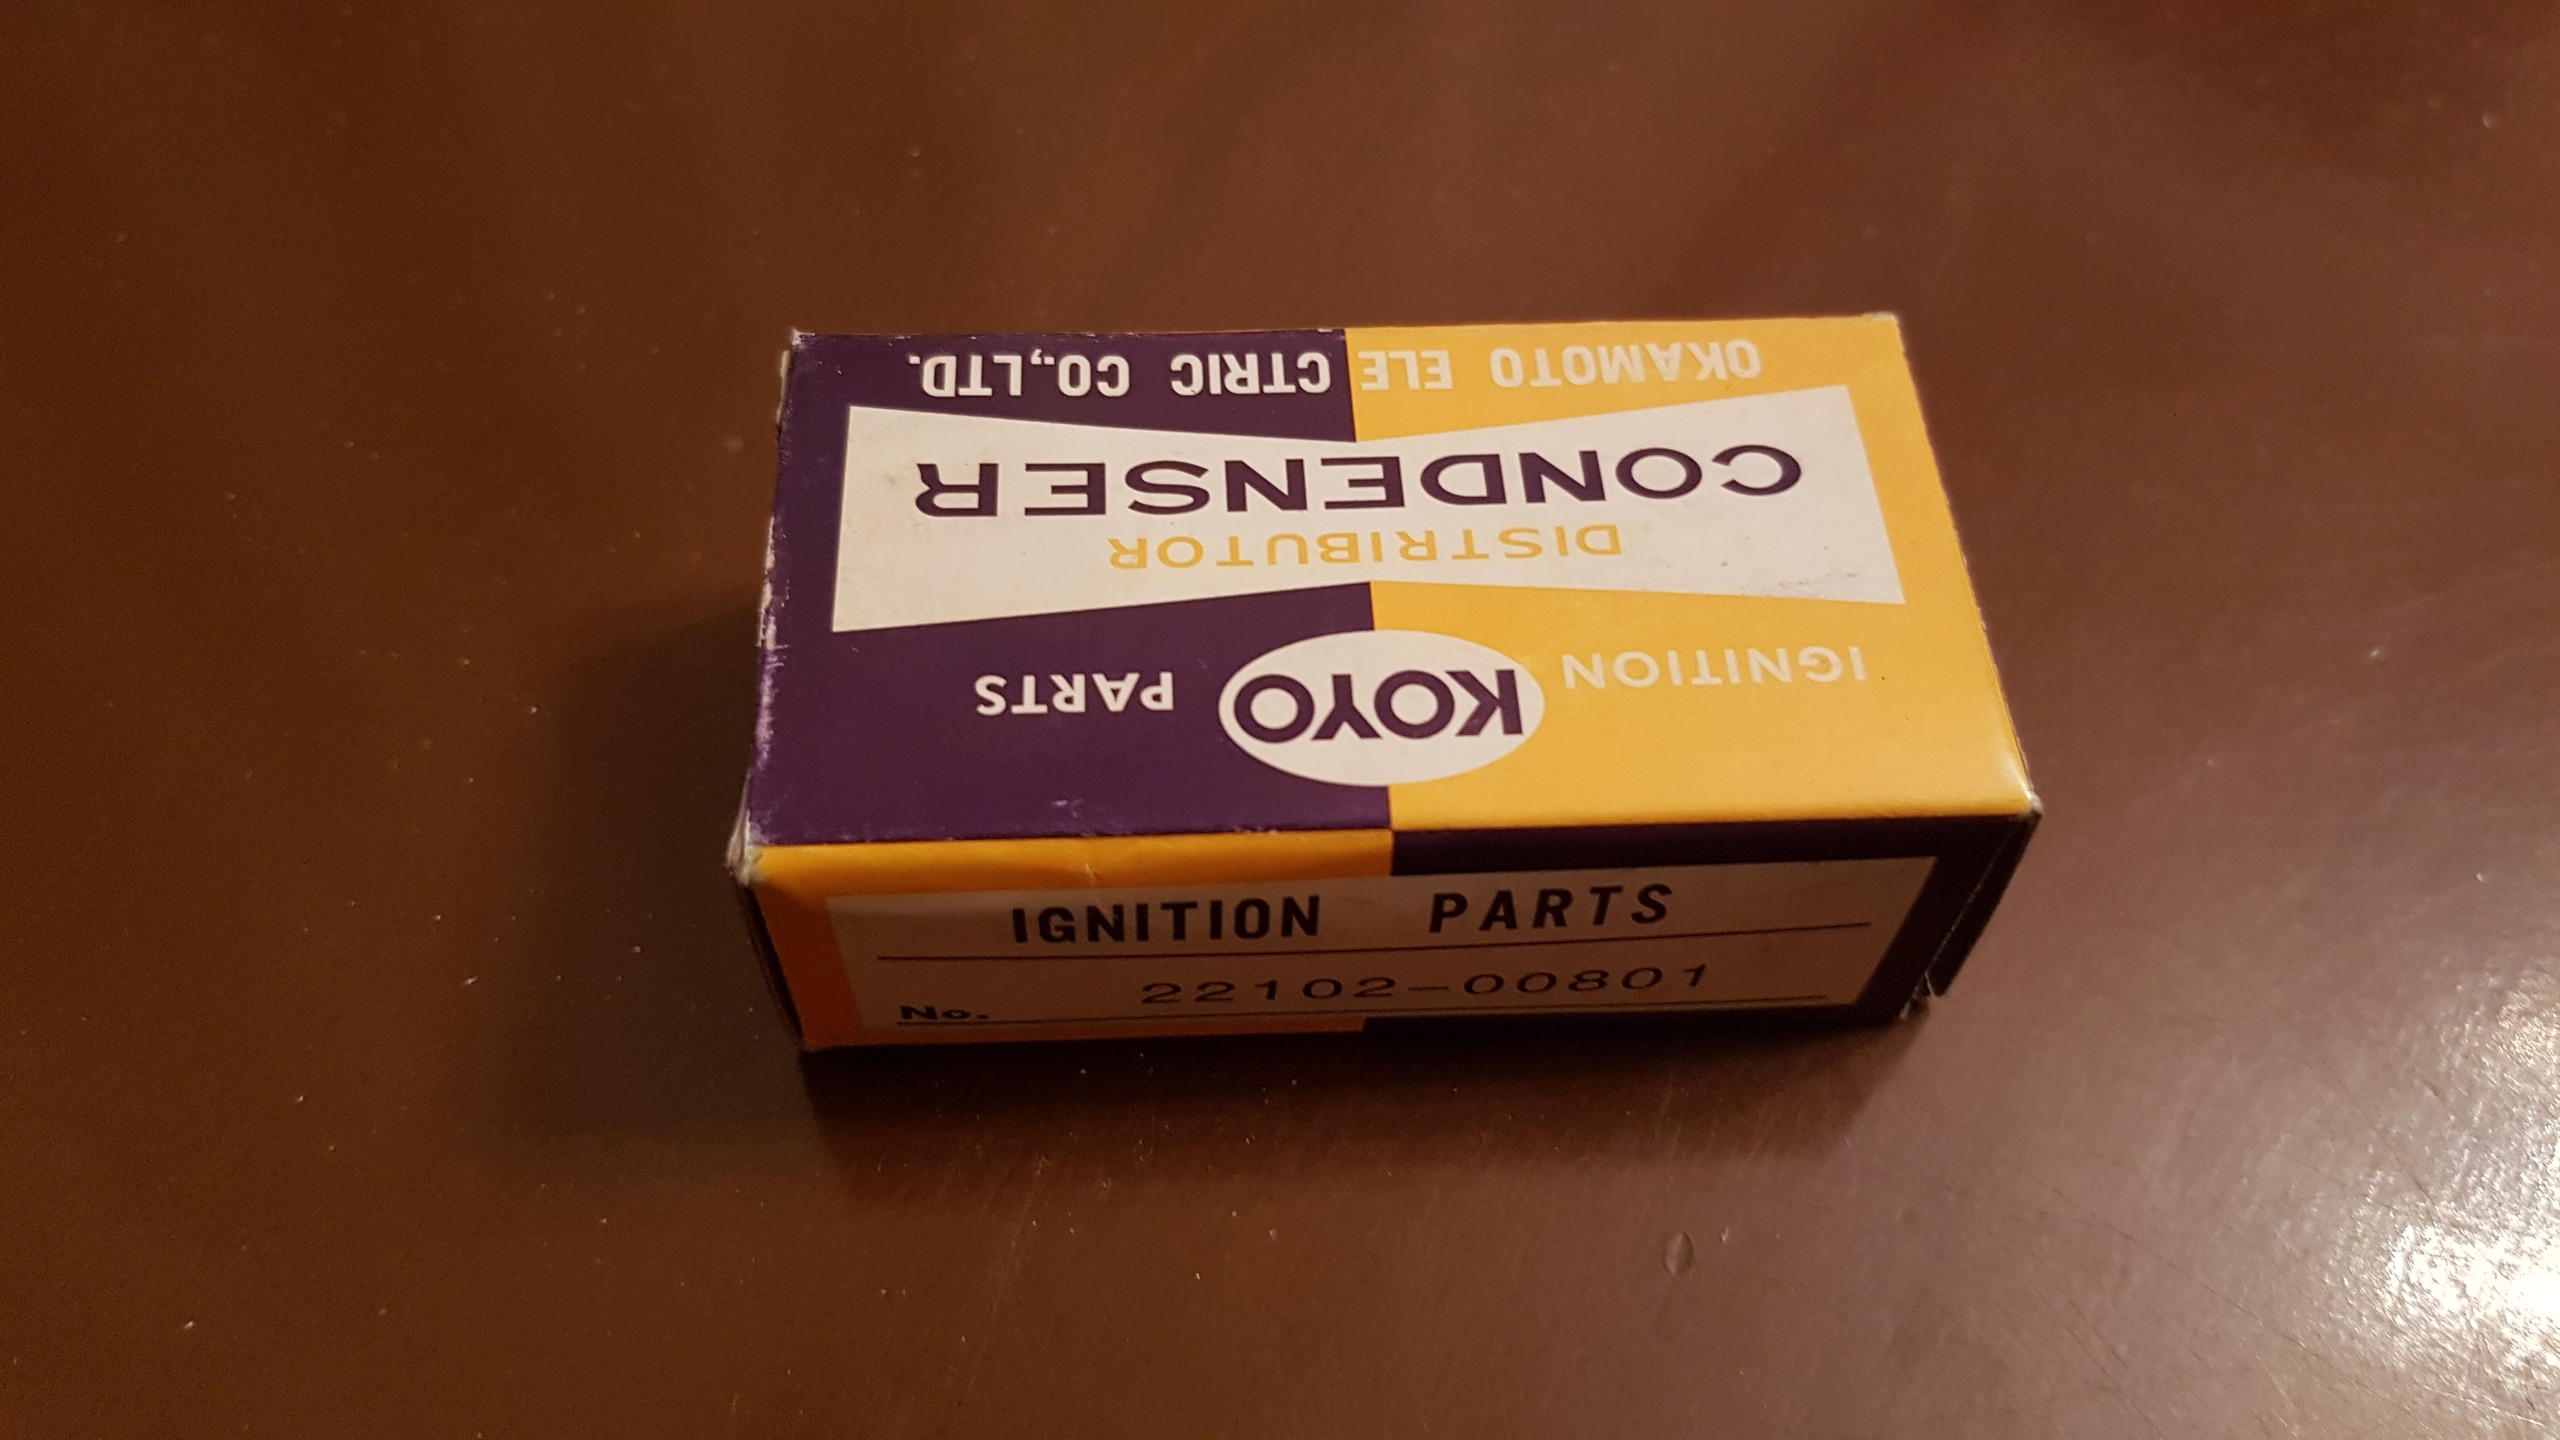 IGNITION KOYO PARTS
DISTRIBUTOR
CONDENSER
OKAMOTO ELECTRIC CO.,LTD.
IGNITION PARTS
No. 22102-00801